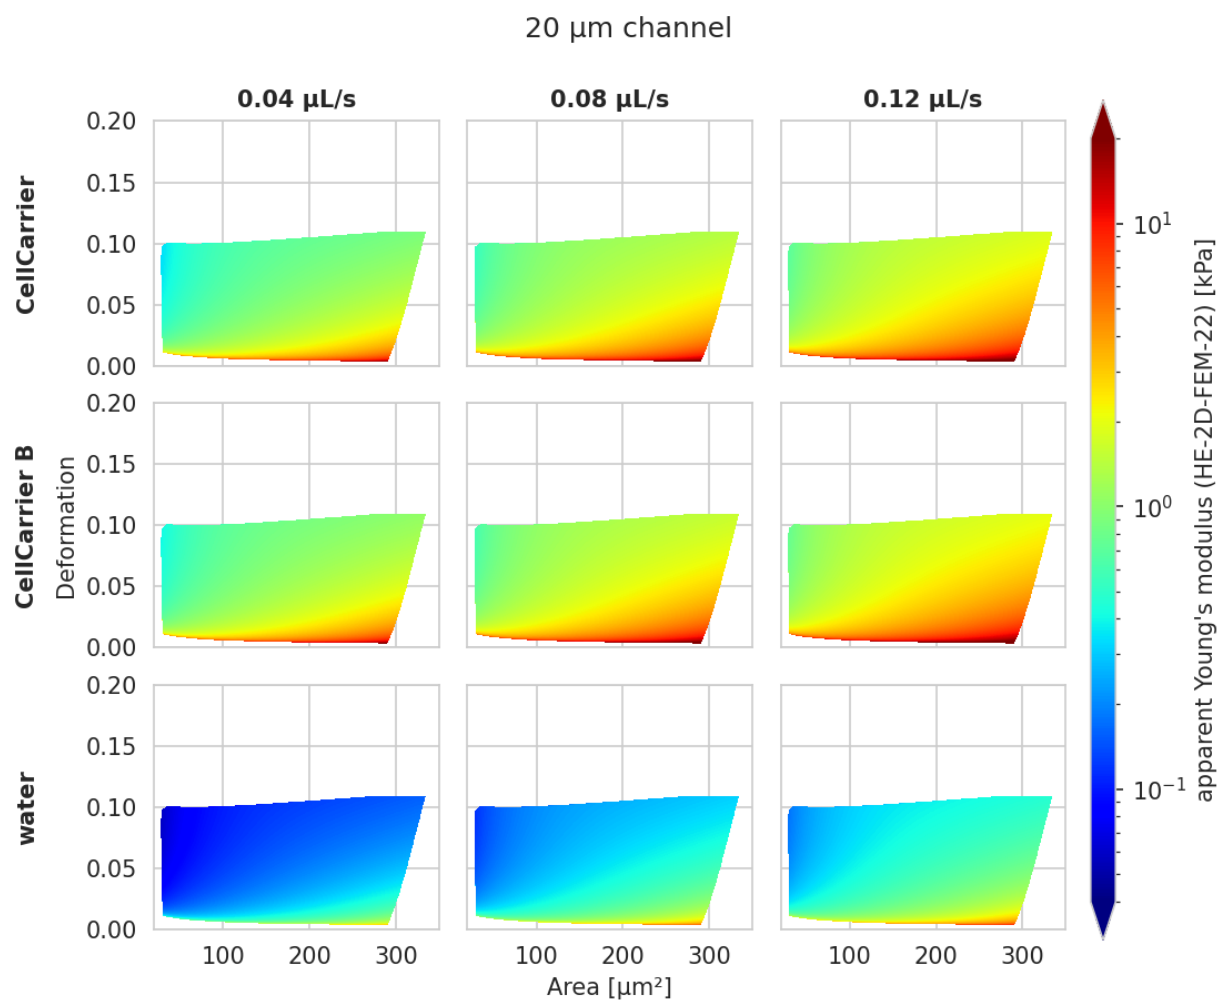 20 µm channel
0.04 µL/s
0.08 µL/s
0.12 µL/s
CellCarrier
0.20
0.15
0.10
0.05
0.00
CellCarrier B
Deformation
0.20
0.15
0.10
0.05
0.00
water
0.20
0.15
0.10
0.05
0.00
100 200 300
100 200 300
100 200 300
Area [µm²]
10¹
10⁰
10⁻¹
apparent Young's modulus (HE-2D-FEM-22) [kPa]